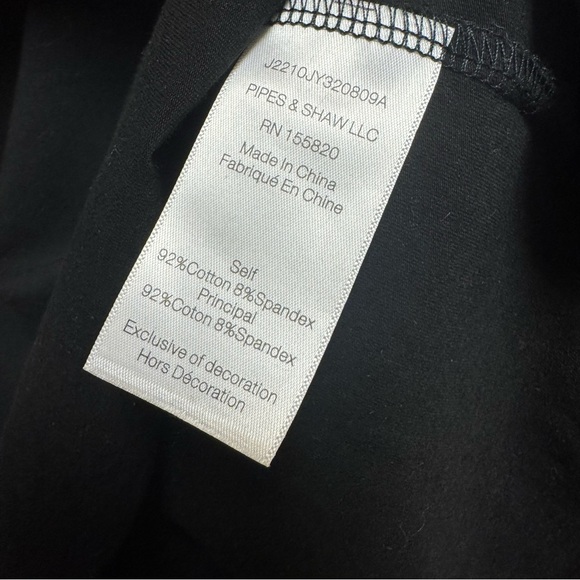 J2210JY320809A
PIPES & SHAW LLC
RN 155820
Made In China
Fabriqué En Chine
Self
92%Cotton 8%Spandex
Principal
92%Coton 8%Spandex
Exclusive of decoration
Hors Décoration